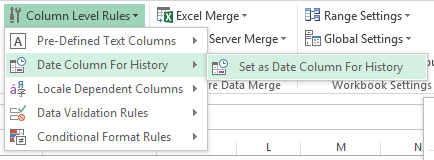 Column Level Rules Excel Merge Range Settings
Pre-Defined Text Columns Server Merge Global Settings
Date Column For History Set as Date Column For History
Locale Dependent Columns re Data Merge Workbook Settings
Data Validation Rules
Conditional Format Rules
L M N